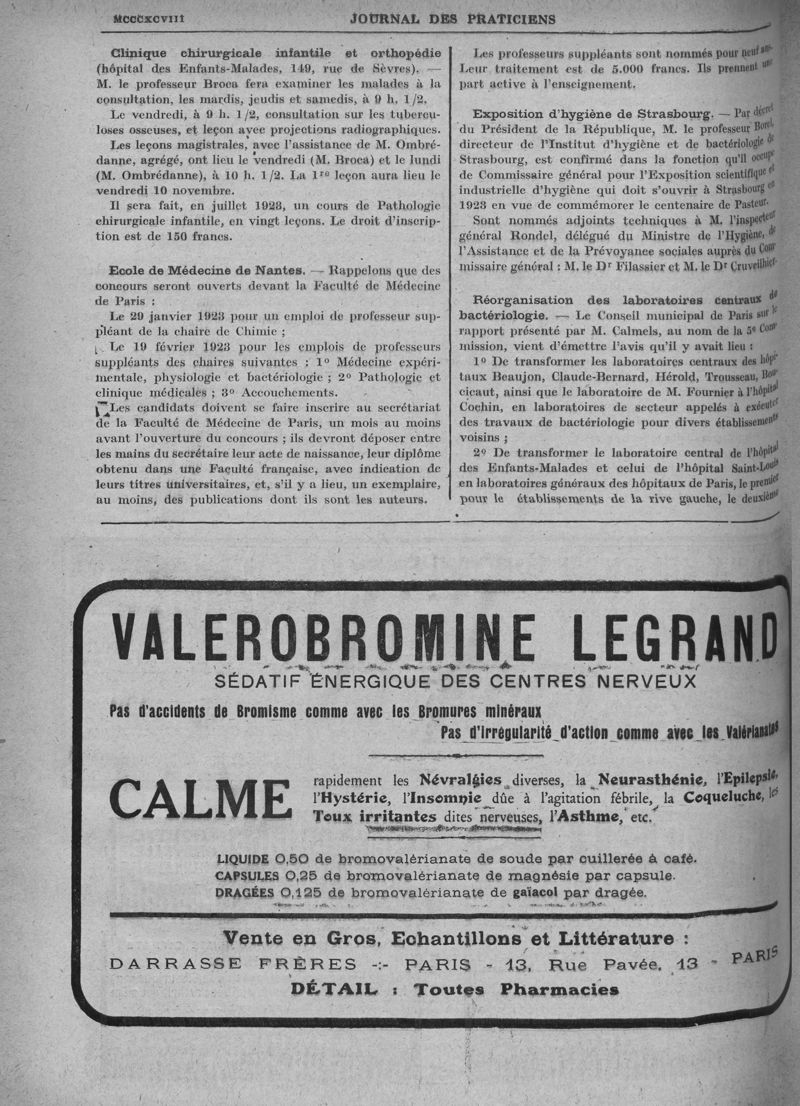 MCCCXCVIII
JOURNAL DES PRATICIENS
Clinique chirurgicale infantile et orthopédie
(hôpital des Enfants-Malades, 149, rue de Sèvres). —
M. le professeur Broca fera examiner les malades à la
consultation, les mardis, jeudis et samedis, à 9 h. 1/2.
Le vendredi, à 9 h. 1/2, consultation sur les tubercu-
loses osseuses, et leçon avec projections radiographiques.
Les leçons magistrales, avec l'assistance de M. Ombré-
danne, agrégé, ont lieu le vendredi (M. Broca) et le lundi
(M. Ombrédanne), à 10 h. 1/2. La 1re leçon aura lieu le
vendredi 10 novembre.
Il sera fait, en juillet 1923, un cours de Pathologie
chirurgicale infantile, en vingt leçons. Le droit d'inscrip-
tion est de 150 francs.
Ecole de Médecine de Nantes. — Rappelons que des
concours seront ouverts devant la Faculté de Médecine
de Paris :
Le 29 janvier 1923 pour un emploi de professeur sup-
pléant de la chaire de Chimie ;
Le 19 février 1923 pour les emplois de professeurs
suppléants des chaires suivantes : 1º Médecine expéri-
mentale, physiologie et bactériologie ; 2º Pathologie et
clinique médicales ; 3º Accouchements.
Les candidats doivent se faire inscrire au secrétariat
de la Faculté de Médecine de Paris, un mois au moins
avant l'ouverture du concours ; ils devront déposer entre
les mains du secrétaire leur acte de naissance, leur diplôme
obtenu dans une Faculté française, avec indication de
leurs titres universitaires, et, s'il y a lieu, un exemplaire,
au moins, des publications dont ils sont les auteurs.
Les professeurs suppléants sont nommés pour neuf ans.
Leur traitement est de 5.000 francs. Ils prennent une
part active à l'enseignement.
Exposition d'hygiène de Strasbourg. — Par décret
du Président de la République, M. le professeur Borel,
directeur de l'Institut d'hygiène et de bactériologie de
Strasbourg, est confirmé dans la fonction qu'il occupe
de Commissaire général pour l'Exposition scientifique et
industrielle d'hygiène qui doit s'ouvrir à Strasbourg en
1923 en vue de commémorer le centenaire de Pasteur.
Sont nommés adjoints techniques à M. l'inspecteur
général Rondel, délégué du Ministre de l'Hygiène, de
l'Assistance et de la Prévoyance sociales auprès du Com-
missaire général : M. le Dr Filassier et M. le Dr Cruveilhier.
Réorganisation des laboratoires centraux de
bactériologie. — Le Conseil municipal de Paris sur le
rapport présenté par M. Calmels, au nom de la 5e Com-
mission, vient d'émettre l'avis qu'il y avait lieu :
1º De transformer les laboratoires centraux des hôpi-
taux Beaujon, Claude-Bernard, Hérold, Trousseau, Bou-
cicaut, ainsi que le laboratoire de M. Fournier à l'hôpital
Cochin, en laboratoires de secteur appelés à exécuter
des travaux de bactériologie pour divers établissements
voisins ;
2º De transformer le laboratoire central de l'hôpital
des Enfants-Malades et celui de l'hôpital Saint-Louis
en laboratoires généraux des hôpitaux de Paris, le premier
pour le établissements de la rive gauche, le deuxième
VALEROBROMINE LEGRAND
SÉDATIF ÉNERGIQUE DES CENTRES NERVEUX
Pas d'accidents de Bromisme comme avec les Bromures minéraux
Pas d'irrégularité d'action comme avec les Valérianates
CALME
rapidement les Névralgies diverses, la Neurasthénie, l'Epilepsie,
l'Hystérie, l'Insomnie dûe à l'agitation fébrile, la Coqueluche, les
Toux irritantes dites nerveuses, l'Asthme, etc.
LIQUIDE 0,50 de bromovalérianate de soude par cuillerée à café.
CAPSULES 0,25 de bromovalérianate de magnésie par capsule.
DRAGÉES 0,125 de bromovalérianate de gaïacol par dragée.
Vente en Gros, Echantillons et Littérature :
DARRASSE FRÈRES -:- PARIS - 13, Rue Pavée, 13 - PARIS
DÉTAIL : Toutes Pharmacies